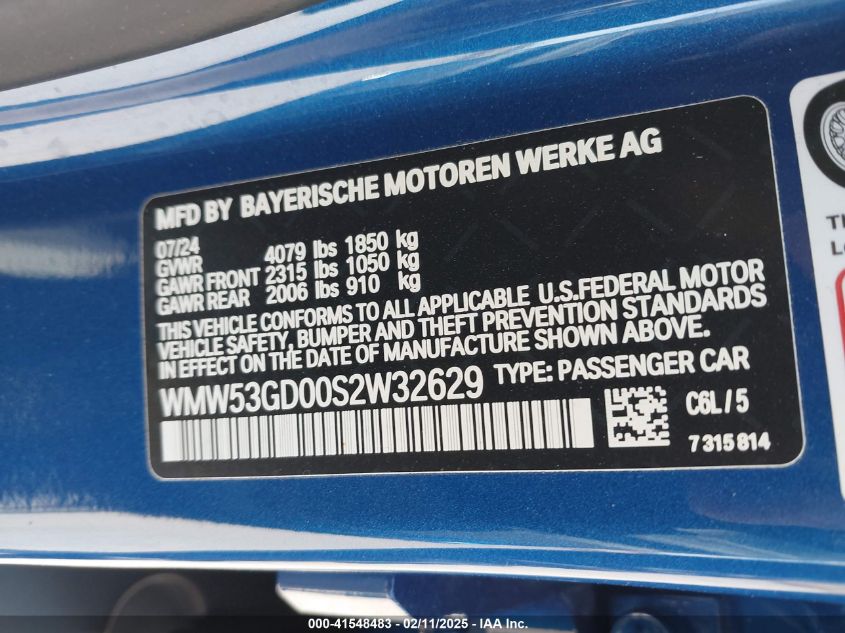 MFD BY BAYERISCHE MOTOREN WERKE AG
07/24
GVWR 4079 lbs 1850 kg
GAWR FRONT 2315 lbs 1050 kg
GAWR REAR 2006 lbs 910 kg
THIS VEHICLE CONFORMS TO ALL APPLICABLE U.S.FEDERAL MOTOR
VEHICLE SAFETY, BUMPER AND THEFT PREVENTION STANDARDS
IN EFFECT ON THE DATE OF MANUFACTURE SHOWN ABOVE.
WMW53GD00S2W32629 TYPE: PASSENGER CAR
C6L/5
7315814
000-41548483 - 02/11/2025 - IAA Inc.